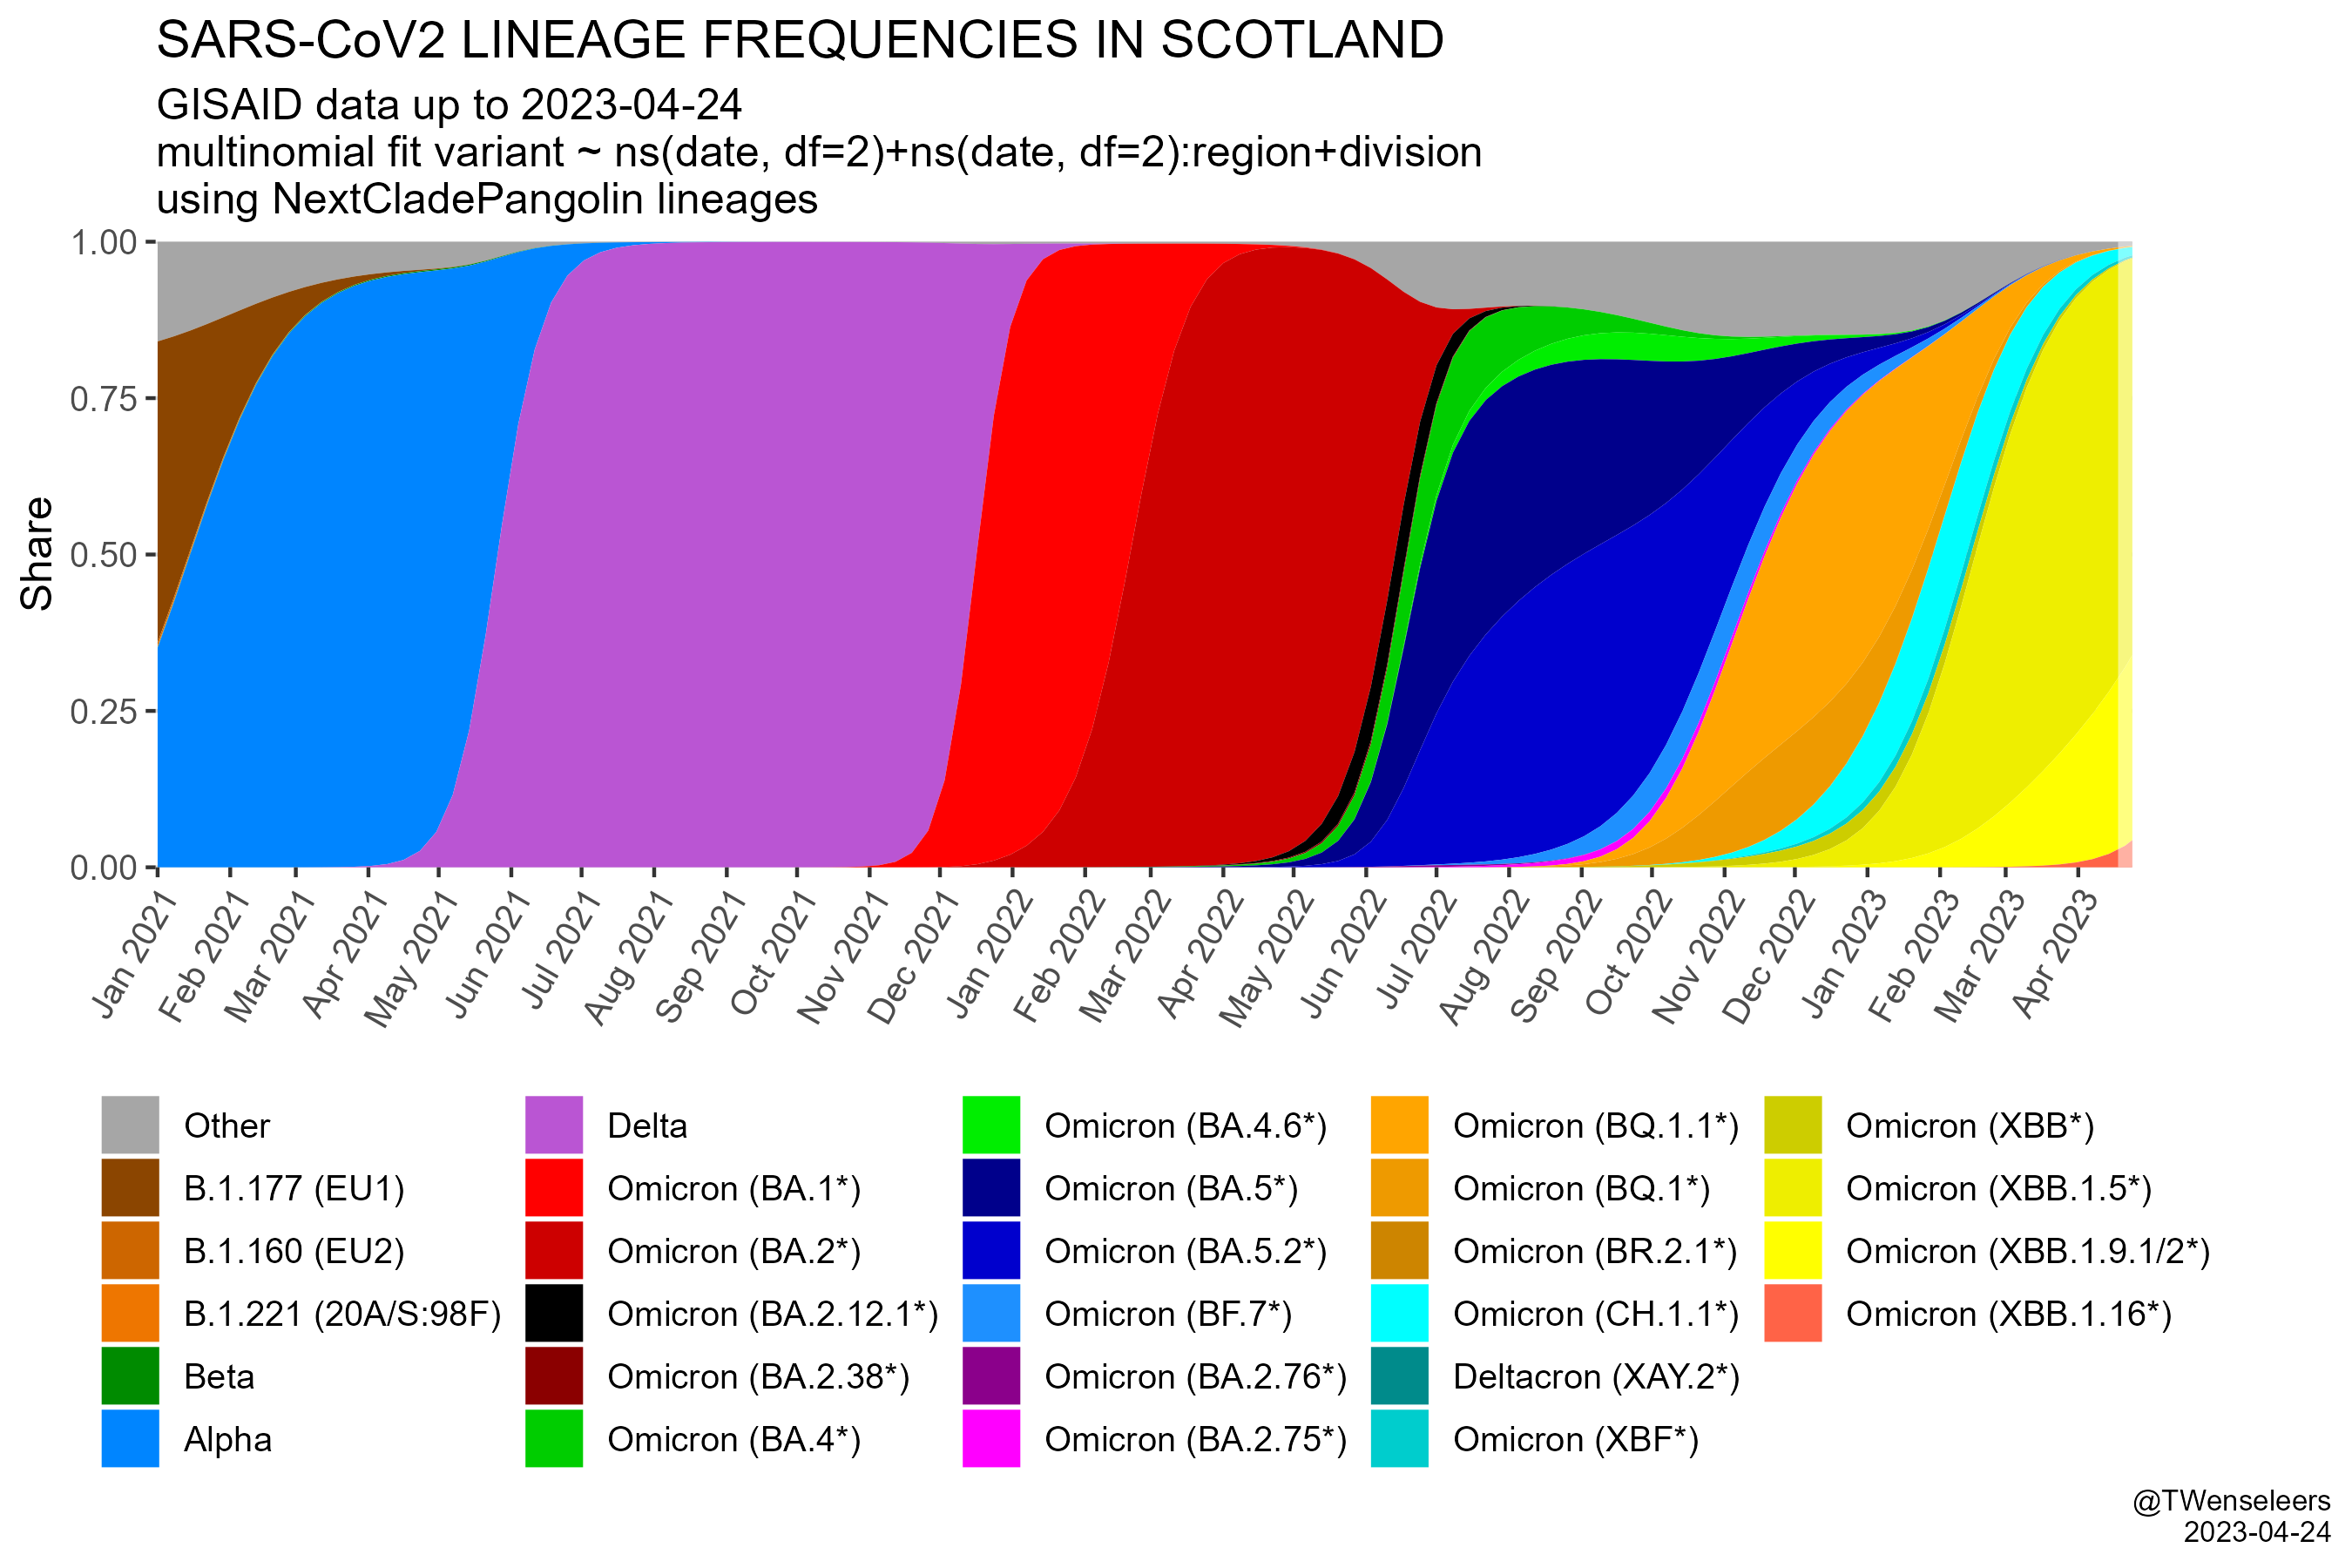 SARS-CoV2 LINEAGE FREQUENCIES IN SCOTLAND
GISAID data up to 2023-04-24
multinomial fit variant ~ ns(date, df=2)+ns(date, df=2):region+division
using NextCladePangolin lineages
1.00
0.75
0.50
0.25
0.00
Share
Jan 2021
Feb 2021
Mar 2021
Apr 2021
May 2021
Jun 2021
Jul 2021
Aug 2021
Sep 2021
Oct 2021
Nov 2021
Dec 2021
Jan 2022
Feb 2022
Mar 2022
Apr 2022
May 2022
Jun 2022
Jul 2022
Aug 2022
Sep 2022
Oct 2022
Nov 2022
Dec 2022
Jan 2023
Feb 2023
Mar 2023
Apr 2023
Other
B.1.177 (EU1)
B.1.160 (EU2)
B.1.221 (20A/S:98F)
Beta
Alpha
Delta
Omicron (BA.1*)
Omicron (BA.2*)
Omicron (BA.2.12.1*)
Omicron (BA.2.38*)
Omicron (BA.4*)
Omicron (BA.4.6*)
Omicron (BA.5*)
Omicron (BA.5.2*)
Omicron (BF.7*)
Omicron (BA.2.76*)
Omicron (BA.2.75*)
Omicron (BQ.1.1*)
Omicron (BQ.1*)
Omicron (BR.2.1*)
Omicron (CH.1.1*)
Deltacron (XAY.2*)
Omicron (XBF*)
Omicron (XBB*)
Omicron (XBB.1.5*)
Omicron (XBB.1.9.1/2*)
Omicron (XBB.1.16*)
@TWenseleers
2023-04-24